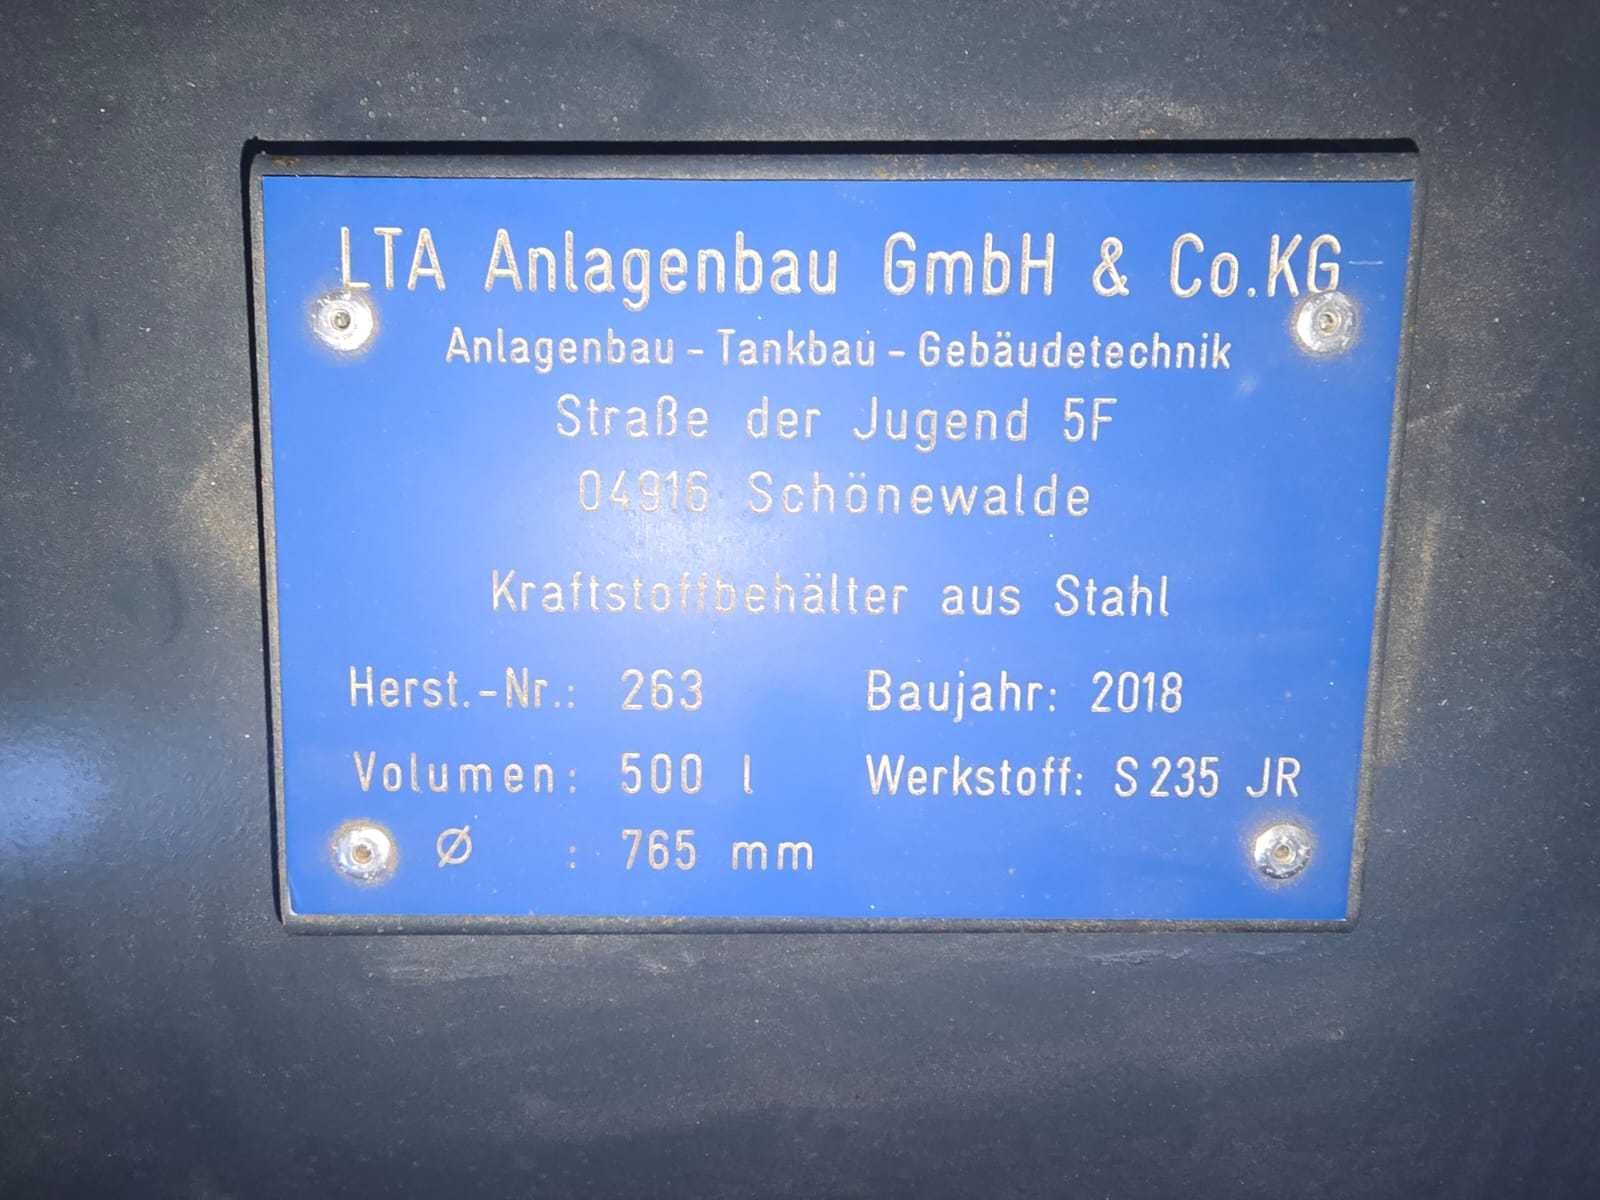 LTA Anlagenbau GmbH & Co.KG
Anlagenbau - Tankbau - Gebäudetechnik
Straße der Jugend 5F
04916 Schönewalde
Kraftstoffbehälter aus Stahl
Herst.-Nr.: 263 Baujahr: 2018
Volumen: 500 l Werkstoff: S 235 JR
Ø : 765 mm